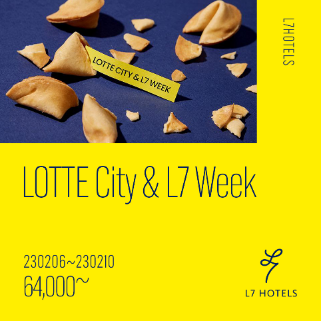 LOTTE CITY & L7 WEEK
L7HOTELS
LOTTE City & L7 Week
230206~230210
64,000~
L7 HOTELS